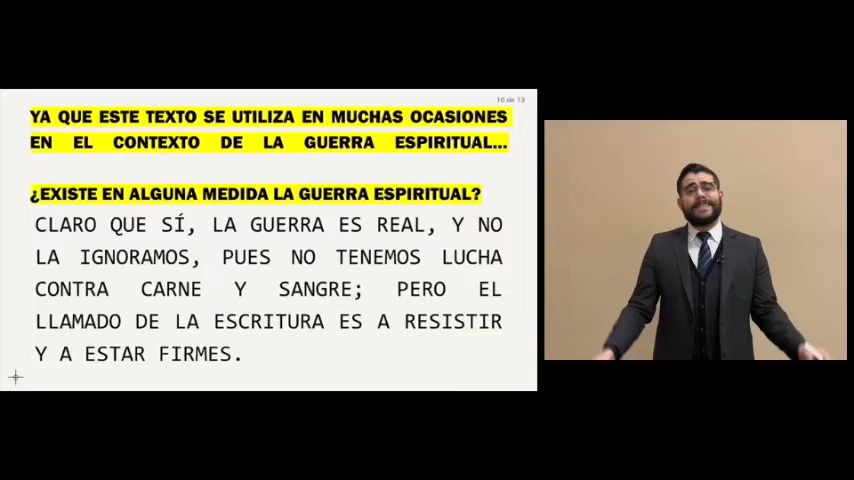 10 de 13
YA QUE ESTE TEXTO SE UTILIZA EN MUCHAS OCASIONES
EN EL CONTEXTO DE LA GUERRA ESPIRITUAL...
¿EXISTE EN ALGUNA MEDIDA LA GUERRA ESPIRITUAL?
CLARO QUE SÍ, LA GUERRA ES REAL, Y NO
LA IGNORAMOS, PUES NO TENEMOS LUCHA
CONTRA CARNE Y SANGRE; PERO EL
LLAMADO DE LA ESCRITURA ES A RESISTIR
Y A ESTAR FIRMES.